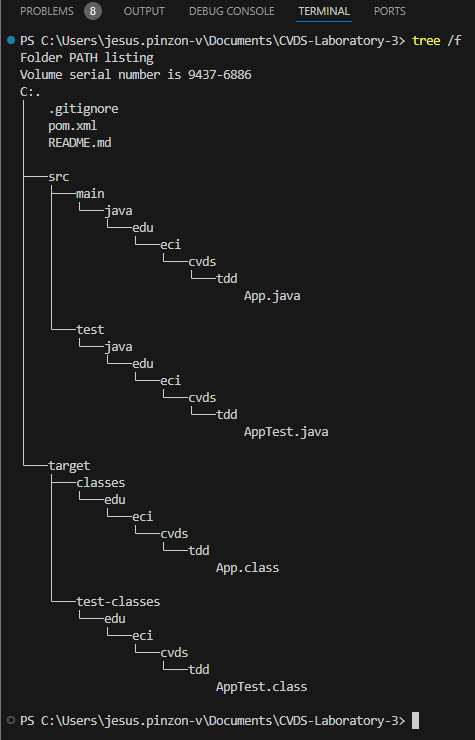 PROBLEMS 8 OUTPUT DEBUG CONSOLE TERMINAL PORTS
PS C:\Users\jesus.pinzon-v\Documents\CVDS-Laboratory-3> tree /f
Folder PATH listing
Volume serial number is 9437-6886
C:.
│   .gitignore
│   pom.xml
│   README.md
│
├───src
│   ├───main
│   │   └───java
│   │       └───edu
│   │           └───eci
│   │               └───cvds
│   │                   └───tdd
│   │                           App.java
│   │
│   └───test
│       └───java
│           └───edu
│               └───eci
│                   └───cvds
│                       └───tdd
│                               AppTest.java
│
└───target
    ├───classes
    │   └───edu
    │       └───eci
    │           └───cvds
    │               └───tdd
    │                       App.class
    │
    └───test-classes
        └───edu
            └───eci
                └───cvds
                    └───tdd
                            AppTest.class
PS C:\Users\jesus.pinzon-v\Documents\CVDS-Laboratory-3>